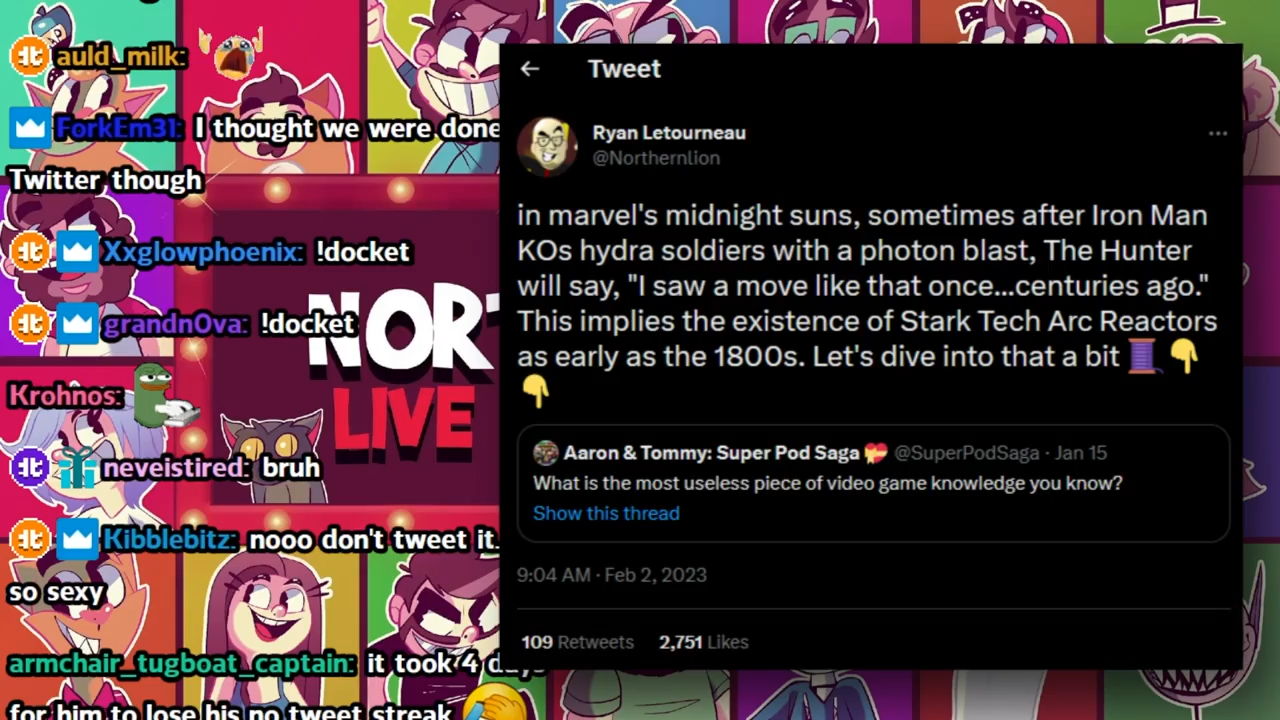 auld_milk:
ForkEm31: I thought we were done
Twitter though
Xxglowphoenix: !docket
grandn0va: !docket
Krohnos:
neveistired: bruh
Kibblebitz: nooo don't tweet it.
so sexy
armchair_tugboat_captain: it took 4 days
for him to lose his no tweet streak
NOR
LIVE
Tweet
Ryan Letourneau
@Northernlion
in marvel's midnight suns, sometimes after Iron Man
KOs hydra soldiers with a photon blast, The Hunter
will say, "I saw a move like that once...centuries ago."
This implies the existence of Stark Tech Arc Reactors
as early as the 1800s. Let's dive into that a bit 🧵👇
👇
Aaron & Tommy: Super Pod Saga 💝 @SuperPodSaga · Jan 15
What is the most useless piece of video game knowledge you know?
Show this thread
9:04 AM · Feb 2, 2023
109 Retweets 2,751 Likes